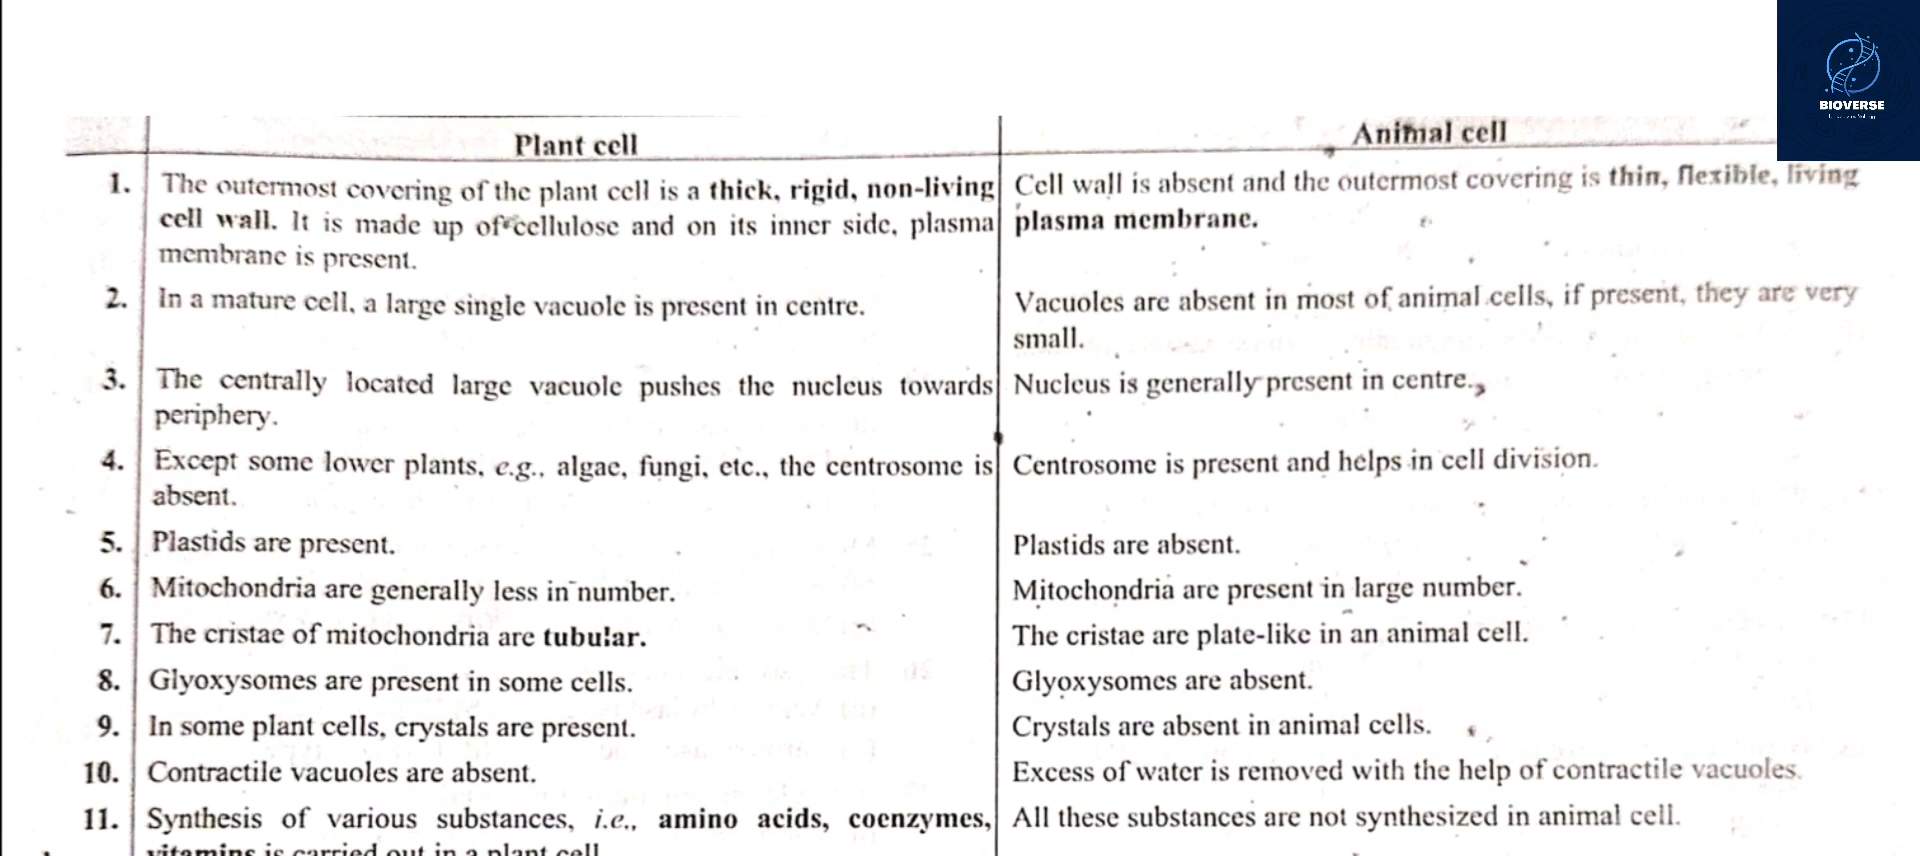 BIOVERSE
Plant cell
Animal cell
1.
The outermost covering of the plant cell is a thick, rigid, non-living
cell wall. It is made up of cellulose and on its inner side, plasma
membrane is present.
Cell wall is absent and the outermost covering is thin, flexible, living
plasma membrane.
2.
In a mature cell, a large single vacuole is present in centre.
Vacuoles are absent in most of animal cells, if present, they are very
small.
3.
The centrally located large vacuole pushes the nucleus towards
periphery.
Nucleus is generally present in centre.
4.
Except some lower plants, e.g., algae, fungi, etc., the centrosome is
absent.
Centrosome is present and helps in cell division.
5.
Plastids are present.
Plastids are absent.
6.
Mitochondria are generally less in number.
Mitochondria are present in large number.
7.
The cristae of mitochondria are tubular.
The cristae are plate-like in an animal cell.
8.
Glyoxysomes are present in some cells.
Glyoxysomes are absent.
9.
In some plant cells, crystals are present.
Crystals are absent in animal cells.
10.
Contractile vacuoles are absent.
Excess of water is removed with the help of contractile vacuoles.
11.
Synthesis of various substances, i.e., amino acids, coenzymes,
vitamins is carried out in a plant cell
All these substances are not synthesized in animal cell.